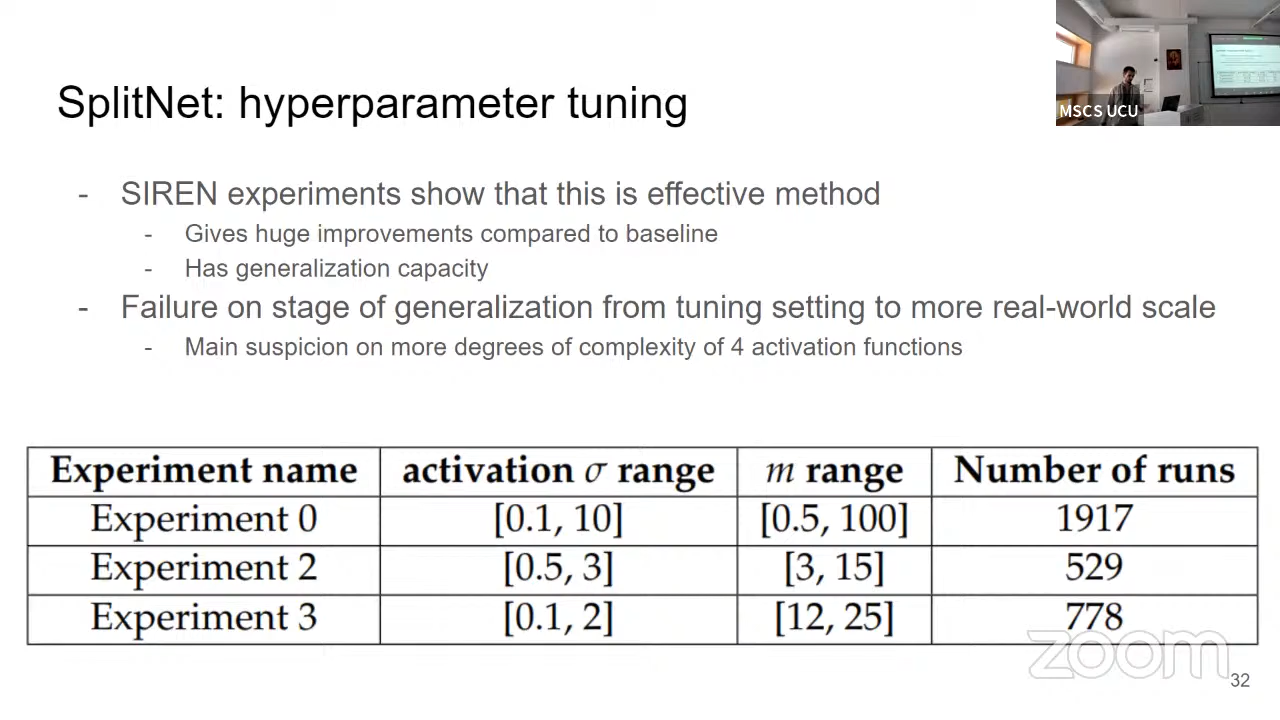 MSCS UCU
SplitNet: hyperparameter tuning
- SIREN experiments show that this is effective method
- Gives huge improvements compared to baseline
- Has generalization capacity
- Failure on stage of generalization from tuning setting to more real-world scale
- Main suspicion on more degrees of complexity of 4 activation functions
Experiment name activation σ range m range Number of runs
Experiment 0 [0.1, 10] [0.5, 100] 1917
Experiment 2 [0.5, 3] [3, 15] 529
Experiment 3 [0.1, 2] [12, 25] 778
zoom
32